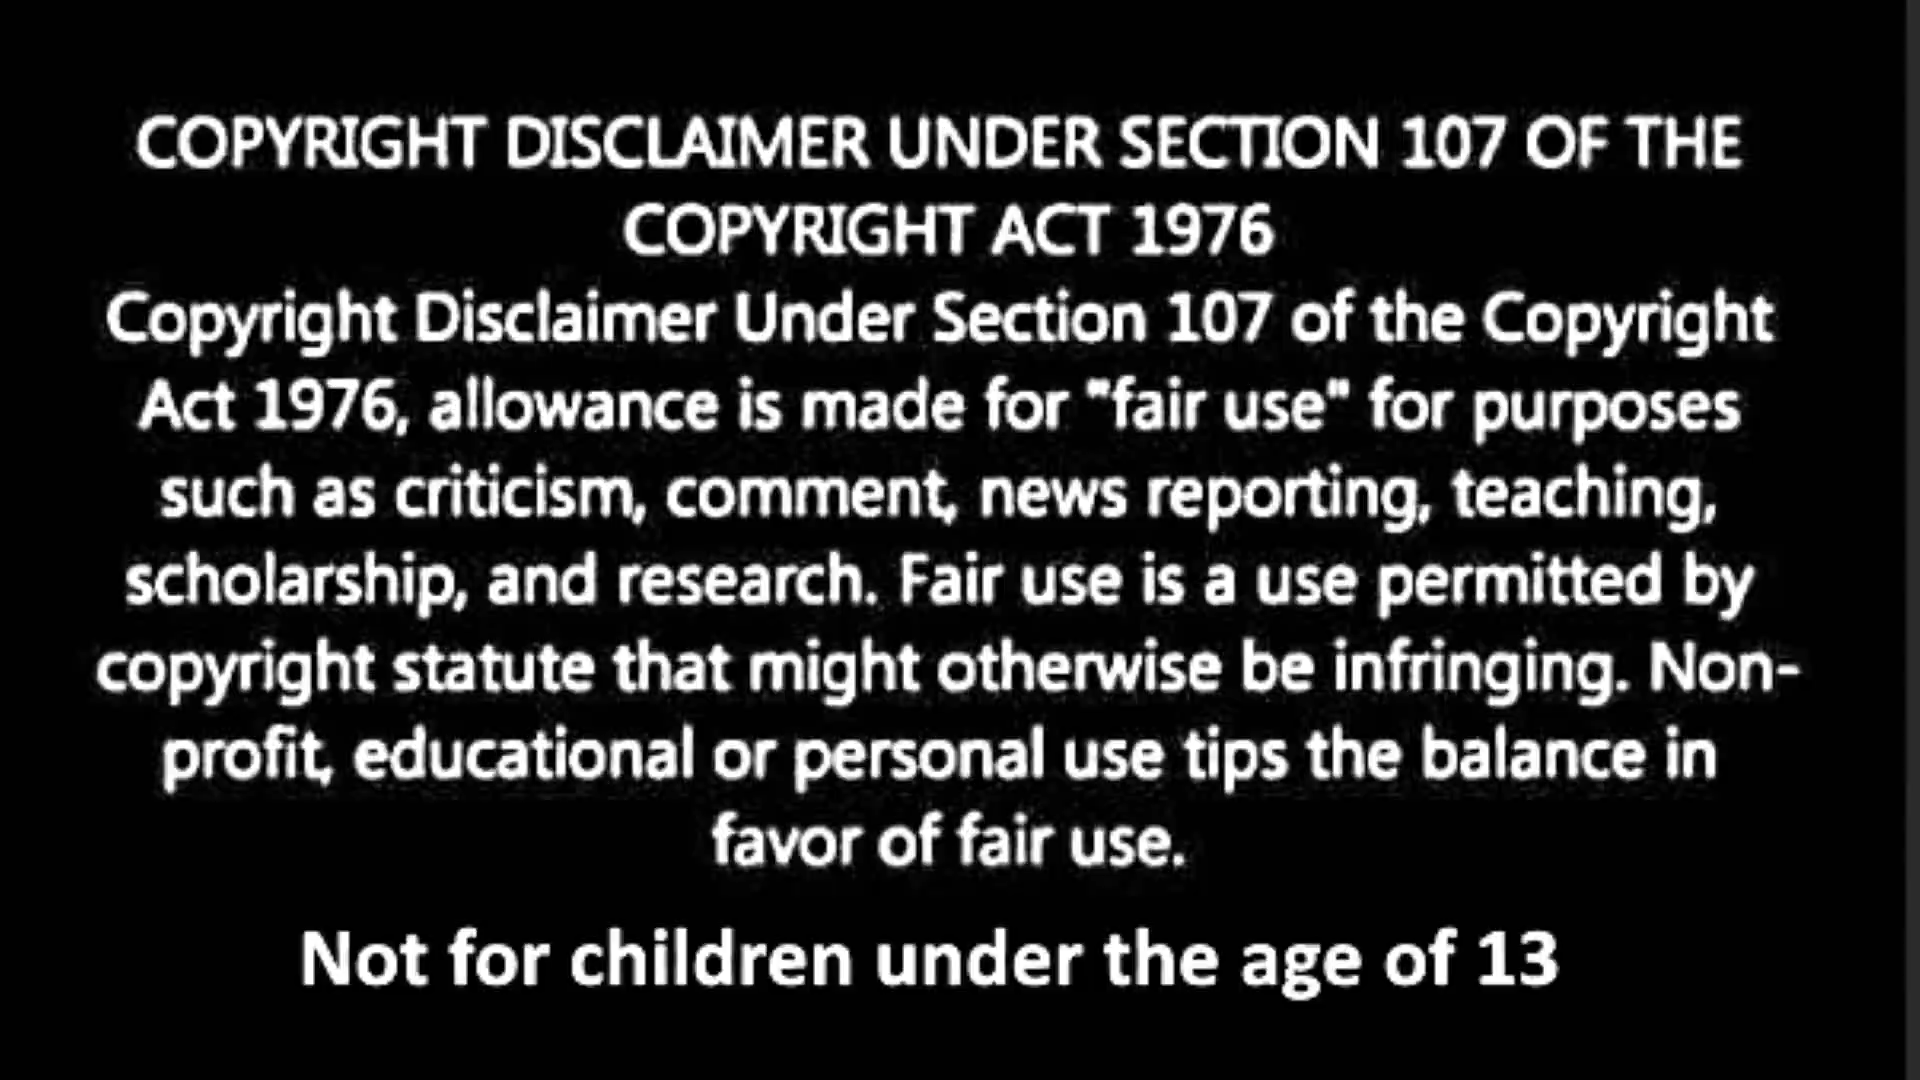 COPYRIGHT DISCLAIMER UNDER SECTION 107 OF THE
COPYRIGHT ACT 1976
Copyright Disclaimer Under Section 107 of the Copyright
Act 1976, allowance is made for "fair use" for purposes
such as criticism, comment, news reporting, teaching,
scholarship, and research. Fair use is a use permitted by
copyright statute that might otherwise be infringing. Non-
profit, educational or personal use tips the balance in
favor of fair use.
Not for children under the age of 13